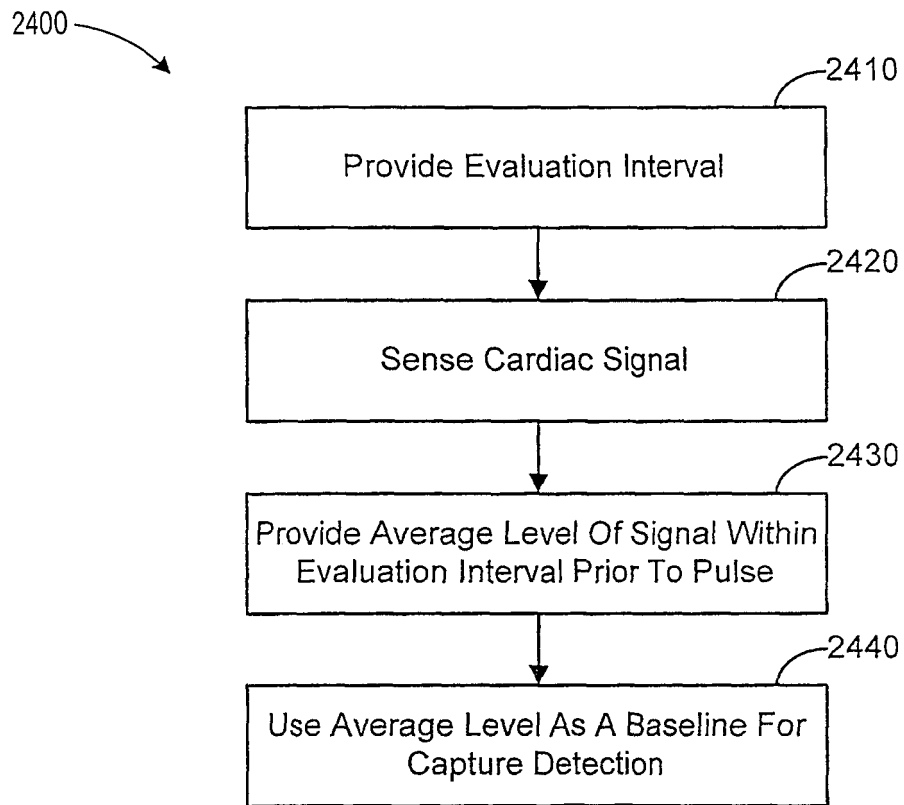 2400
2410
Provide Evaluation Interval
2420
Sense Cardiac Signal
2430
Provide Average Level Of Signal Within
Evaluation Interval Prior To Pulse
2440
Use Average Level As A Baseline For
Capture Detection